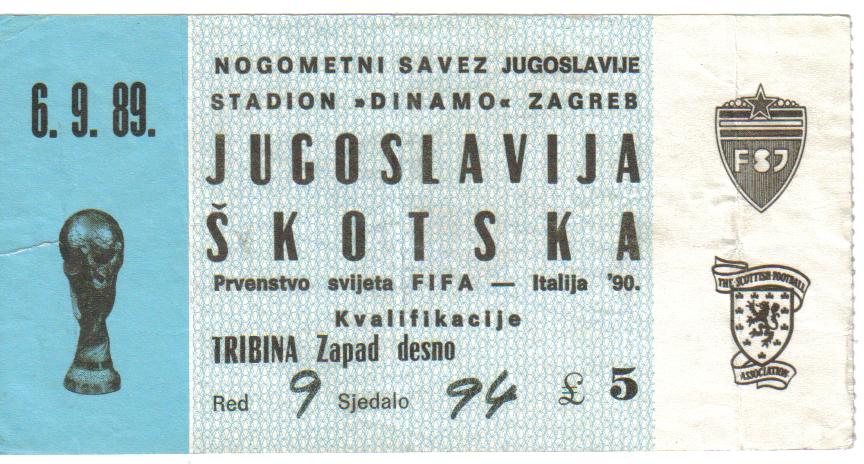 6. 9. 89.
NOGOMETNI SAVEZ JUGOSLAVIJE
STADION »DINAMO« ZAGREB
JUGOSLAVIJA
ŠKOTSKA
Prvenstvo svijeta FIFA — Italija '90.
Kvalifikacije
TRIBINA Zapad desno
Red 9 Sjedalo 94 £ 5
FSJ
THE SCOTTISH FOOTBALL
ASSOCIATION